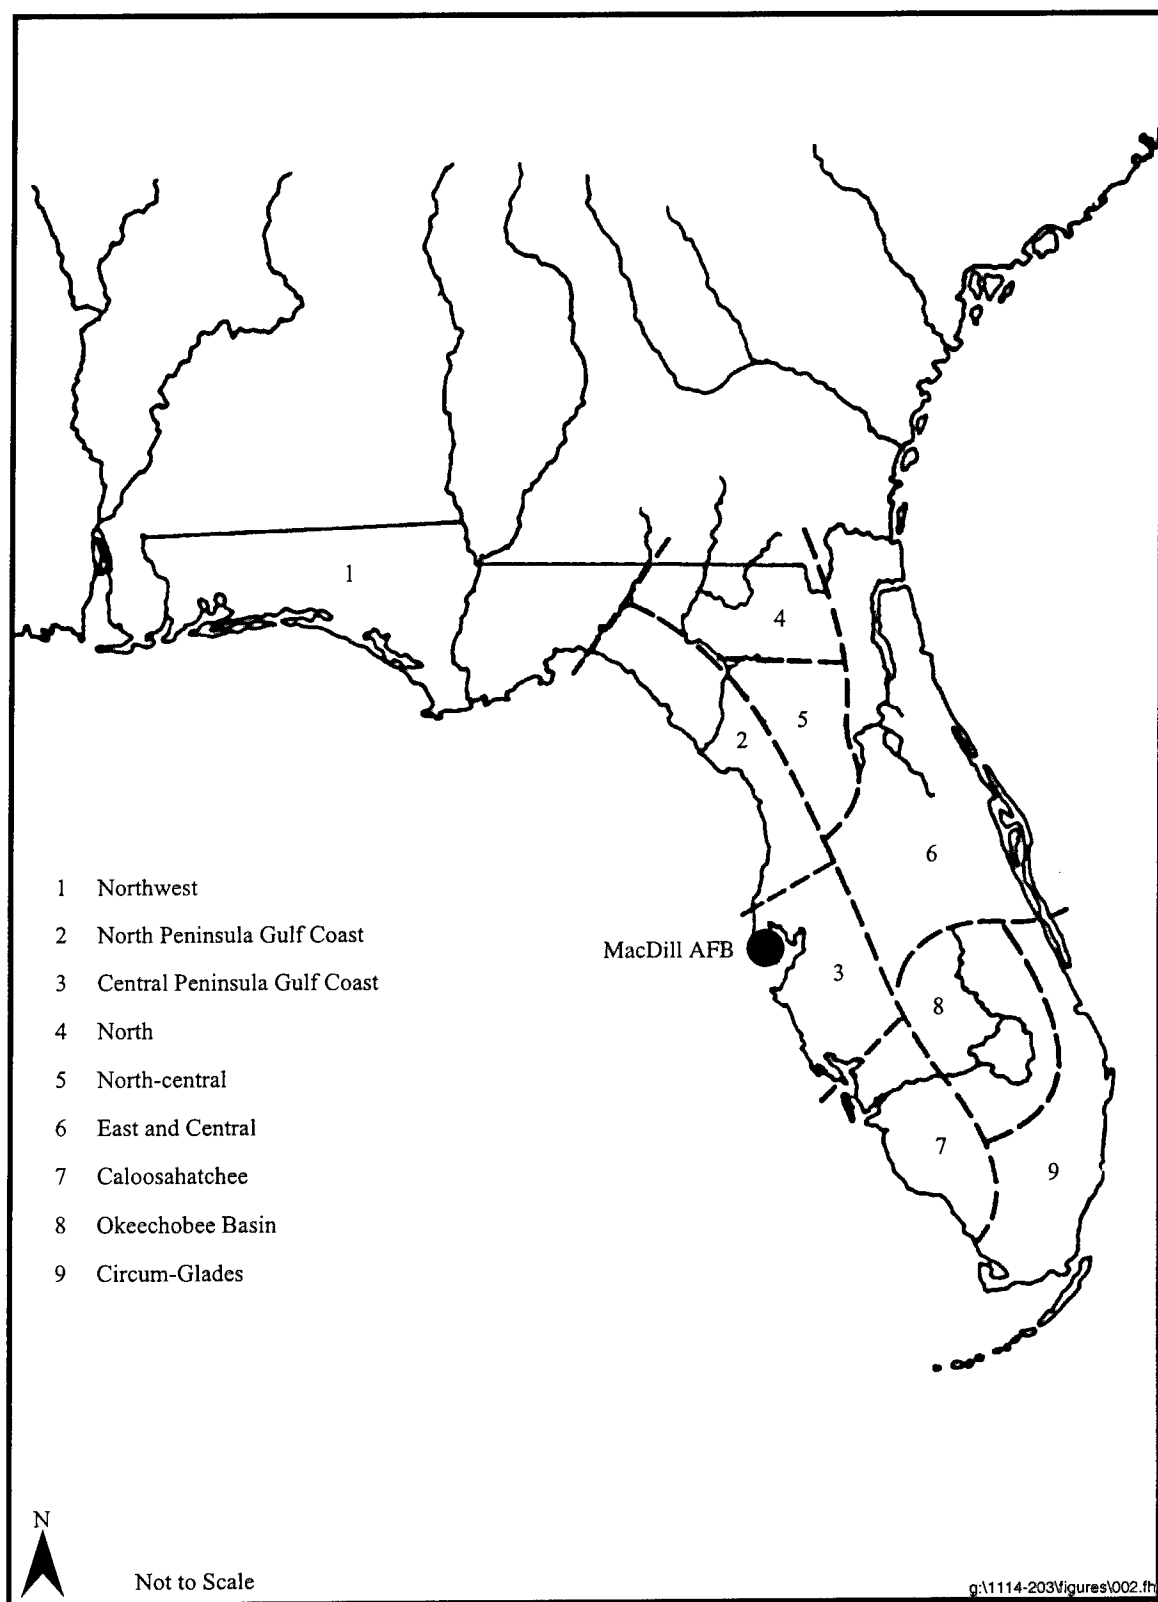 1
4
5
2
6
1 Northwest
2 North Peninsula Gulf Coast
3 Central Peninsula Gulf Coast
4 North
5 North-central
6 East and Central
7 Caloosahatchee
8 Okeechobee Basin
9 Circum-Glades
MacDill AFB
3
8
7
9
N
Not to Scale
g:\1114-203\figures\002.fh